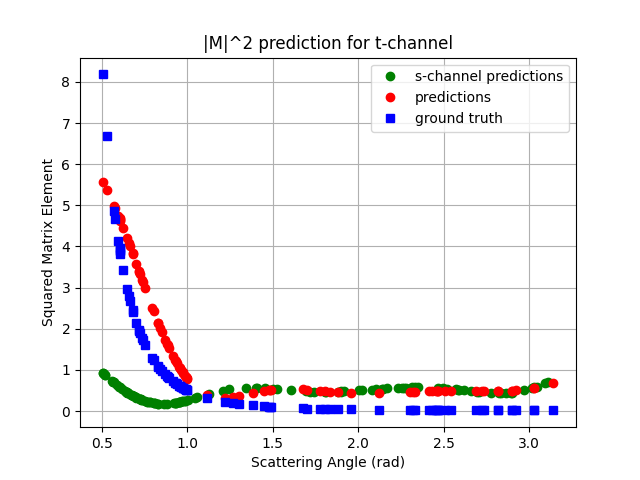 |M|^2 prediction for t-channel
s-channel predictions
predictions
ground truth
Squared Matrix Element
8
7
6
5
4
3
2
1
0
0.5 1.0 1.5 2.0 2.5 3.0
Scattering Angle (rad)